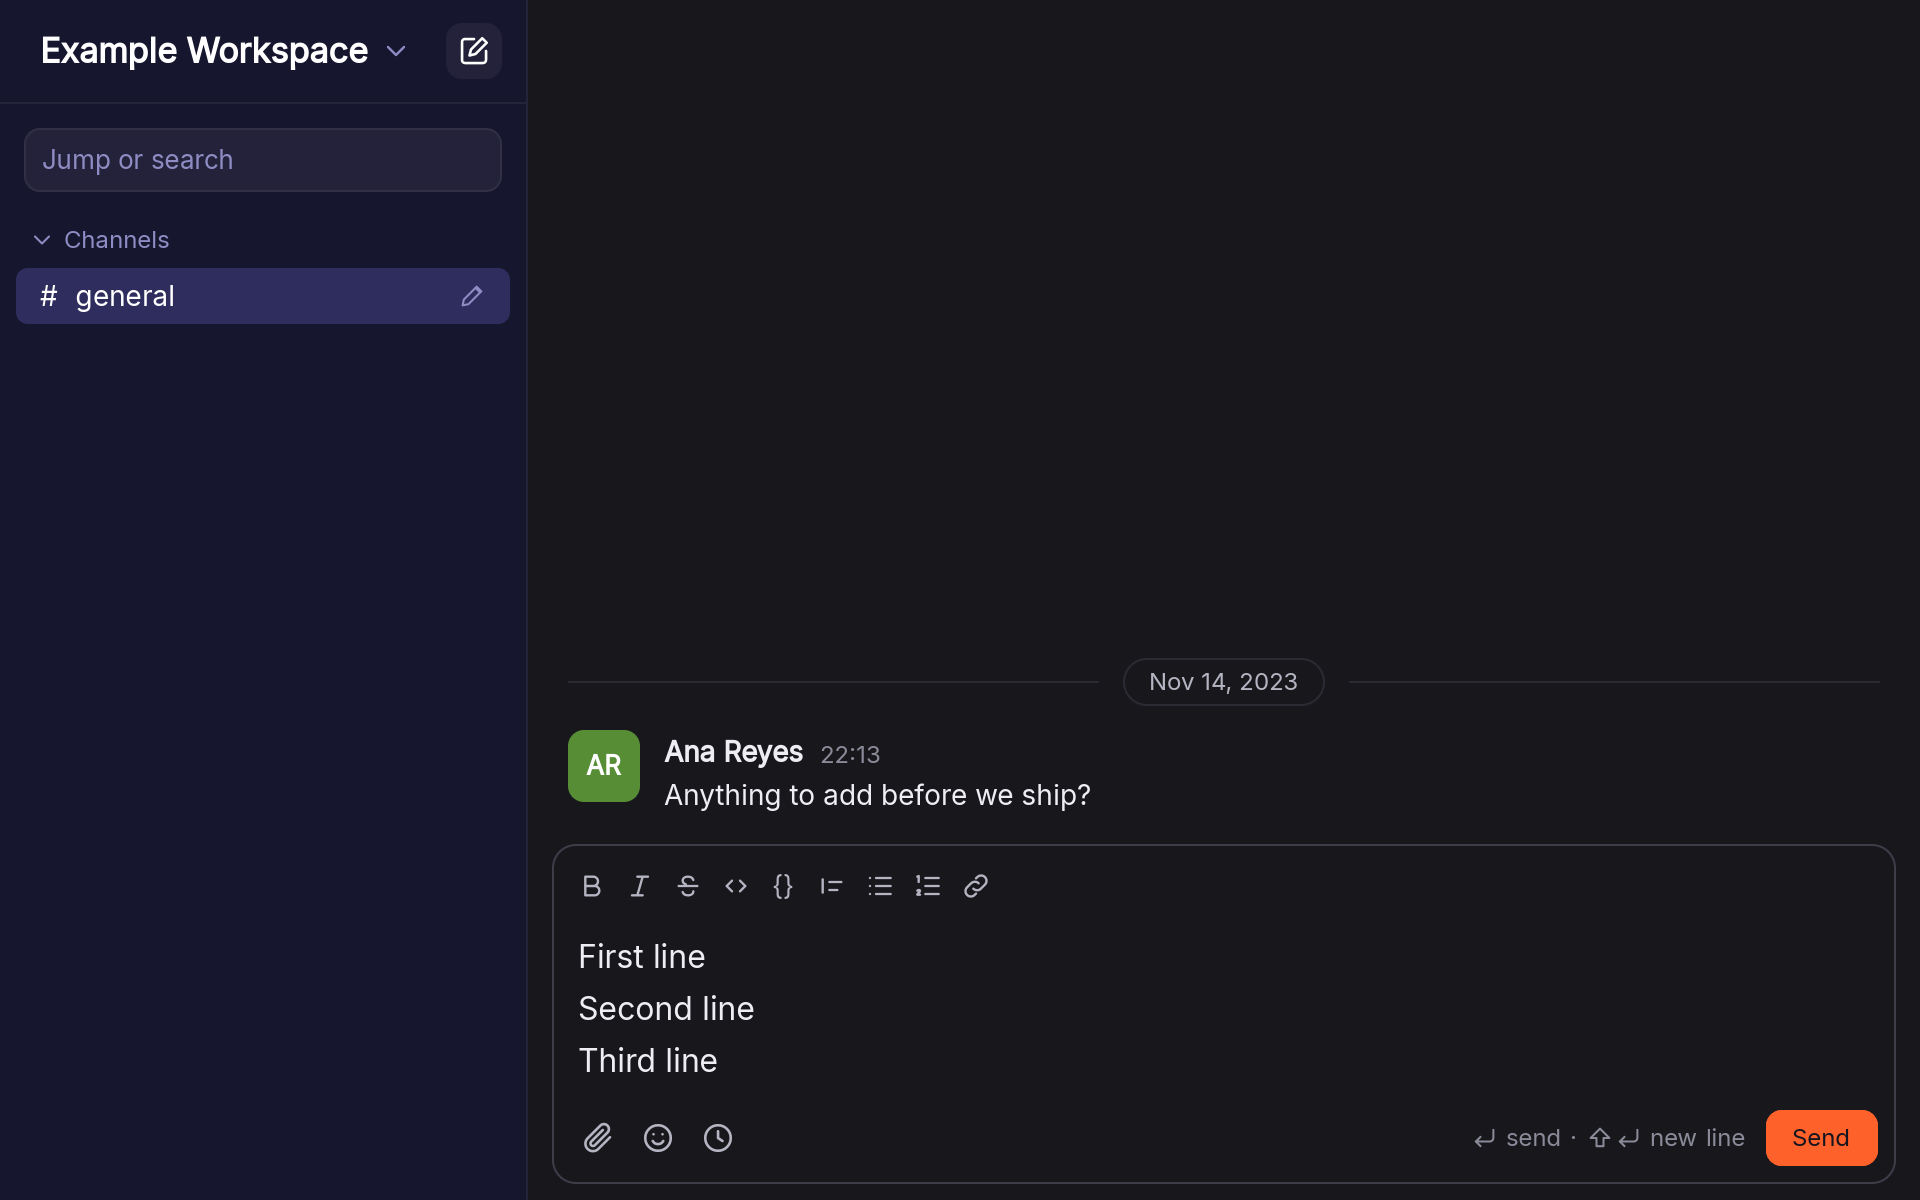 Example Workspace
Jump or search
Channels
# general
Nov 14, 2023
AR
Ana Reyes 22:13
Anything to add before we ship?
First line
Second line
Third line
send · new line
Send